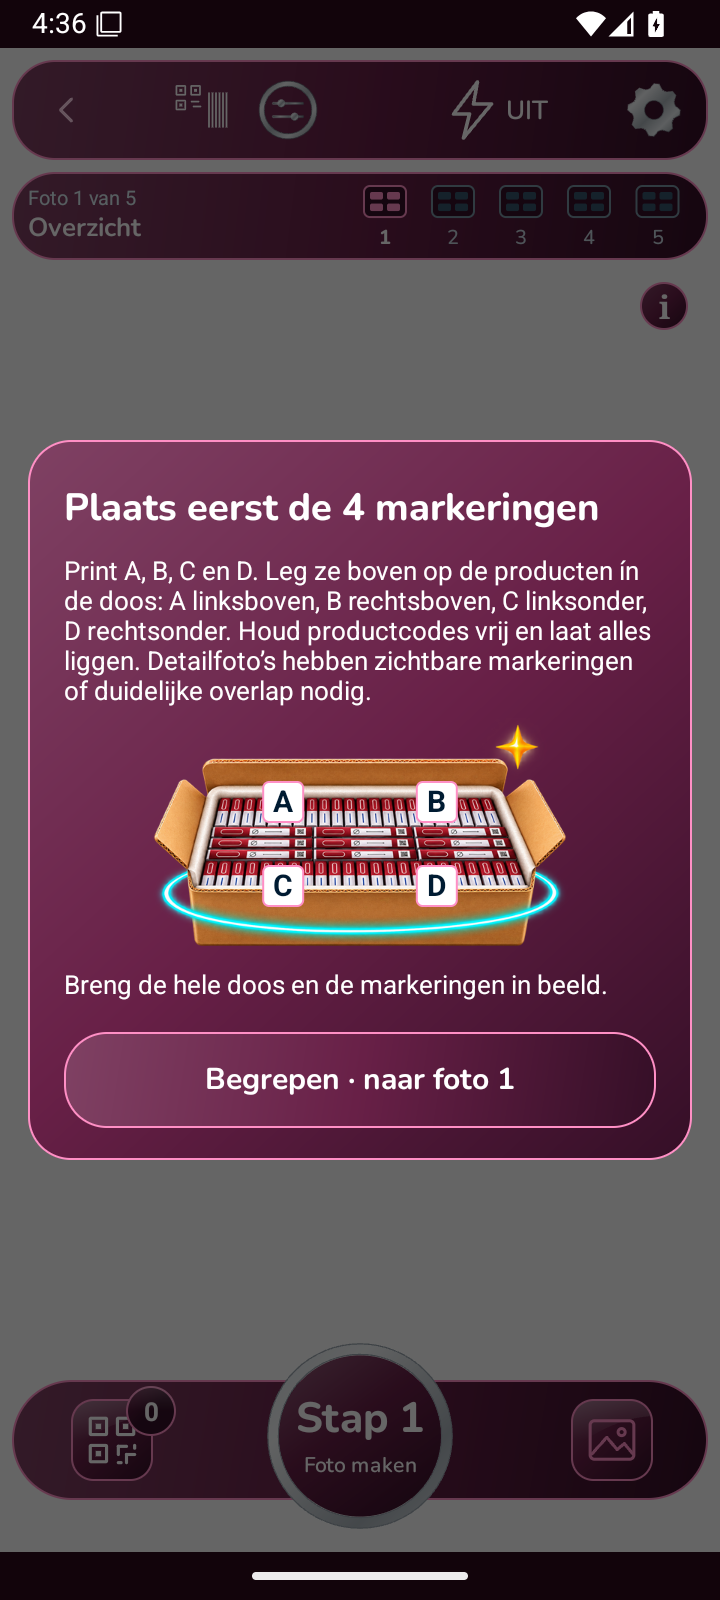 4:36
UIT
Foto 1 van 5
Overzicht
1 2 3 4 5
i
Plaats eerst de 4 markeringen
Print A, B, C en D. Leg ze boven op de producten ín
de doos: A linksboven, B rechtsboven, C linksonder,
D rechtsonder. Houd productcodes vrij en laat alles
liggen. Detailfoto’s hebben zichtbare markeringen
of duidelijke overlap nodig.
A B
C D
Breng de hele doos en de markeringen in beeld.
Begrepen · naar foto 1
0
Stap 1
Foto maken